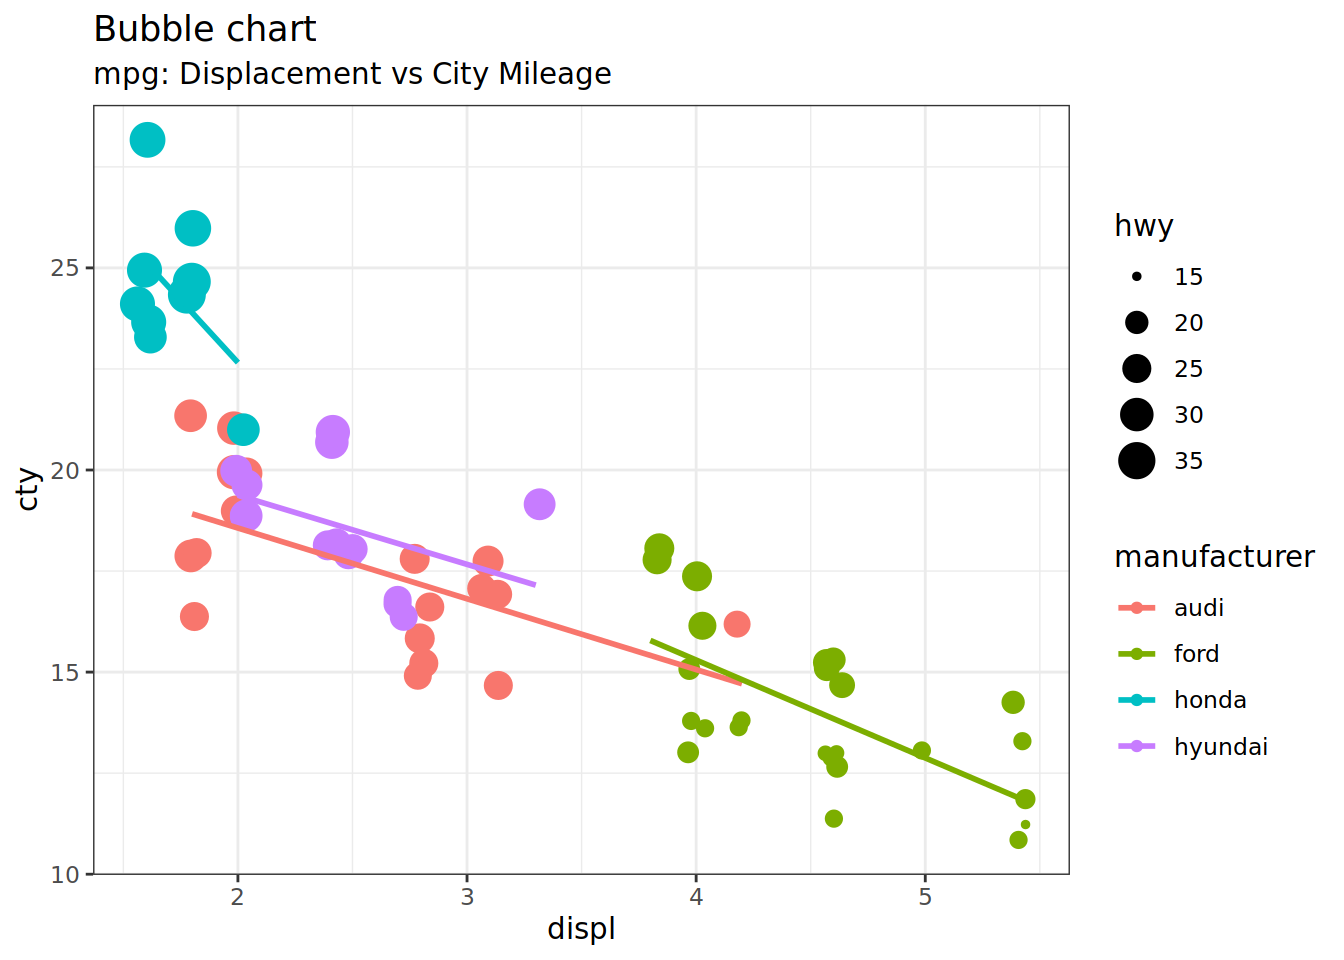 Bubble chart
mpg: Displacement vs City Mileage
cty
25
20
15
10
2 3 4 5
displ
hwy
15
20
25
30
35
manufacturer
audi
ford
honda
hyundai